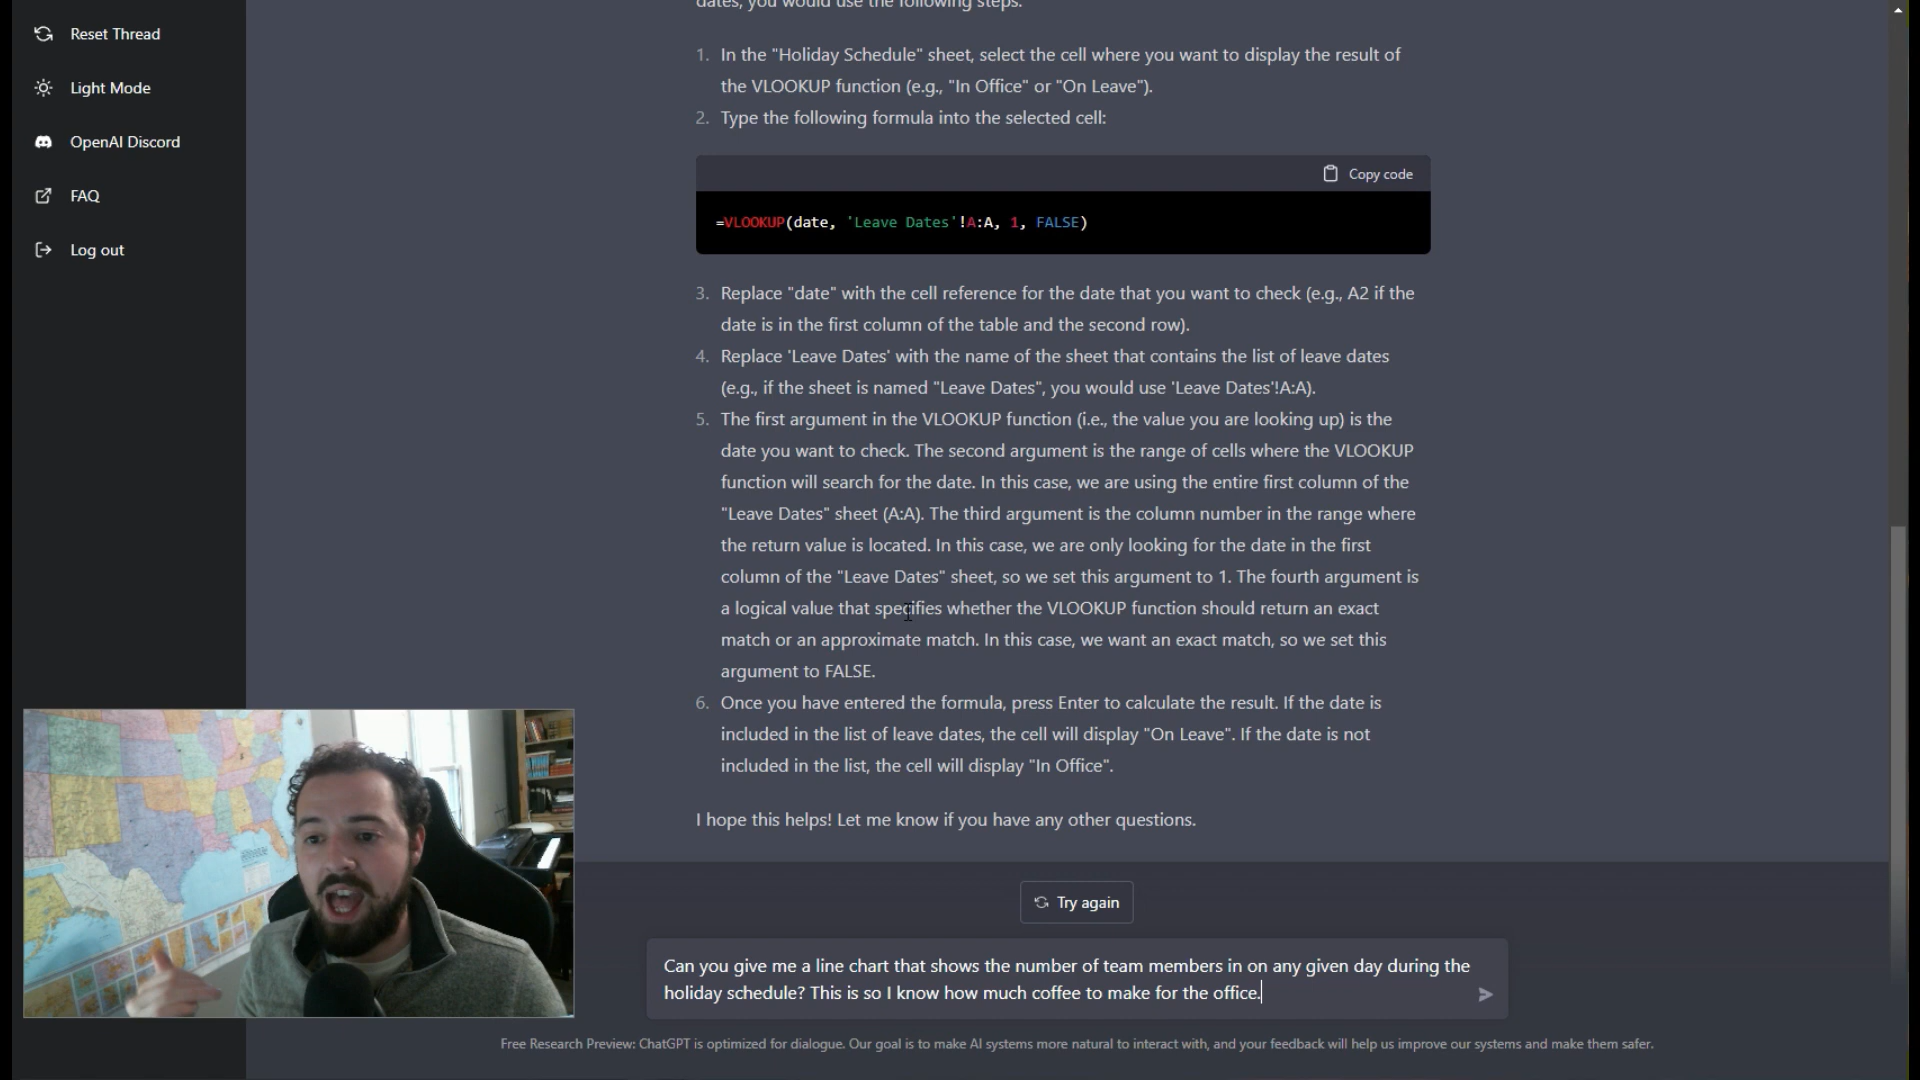 Reset Thread
Light Mode
OpenAI Discord
FAQ
Log out
dates, you would use the following steps.
1. In the "Holiday Schedule" sheet, select the cell where you want to display the result of
the VLOOKUP function (e.g., "In Office" or "On Leave").
2. Type the following formula into the selected cell:
Copy code
=VLOOKUP(date, 'Leave Dates'!A:A, 1, FALSE)
3. Replace "date" with the cell reference for the date that you want to check (e.g., A2 if the
date is in the first column of the table and the second row).
4. Replace 'Leave Dates' with the name of the sheet that contains the list of leave dates
(e.g., if the sheet is named "Leave Dates", you would use 'Leave Dates'!A:A).
5. The first argument in the VLOOKUP function (i.e., the value you are looking up) is the
date you want to check. The second argument is the range of cells where the VLOOKUP
function will search for the date. In this case, we are using the entire first column of the
"Leave Dates" sheet (A:A). The third argument is the column number in the range where
the return value is located. In this case, we are only looking for the date in the first
column of the "Leave Dates" sheet, so we set this argument to 1. The fourth argument is
a logical value that specifies whether the VLOOKUP function should return an exact
match or an approximate match. In this case, we want an exact match, so we set this
argument to FALSE.
6. Once you have entered the formula, press Enter to calculate the result. If the date is
included in the list of leave dates, the cell will display "On Leave". If the date is not
included in the list, the cell will display "In Office".
I hope this helps! Let me know if you have any other questions.
Try again
Can you give me a line chart that shows the number of team members in on any given day during the
holiday schedule? This is so I know how much coffee to make for the office.
Free Research Preview: ChatGPT is optimized for dialogue. Our goal is to make AI systems more natural to interact with, and your feedback will help us improve our systems and make them safer.